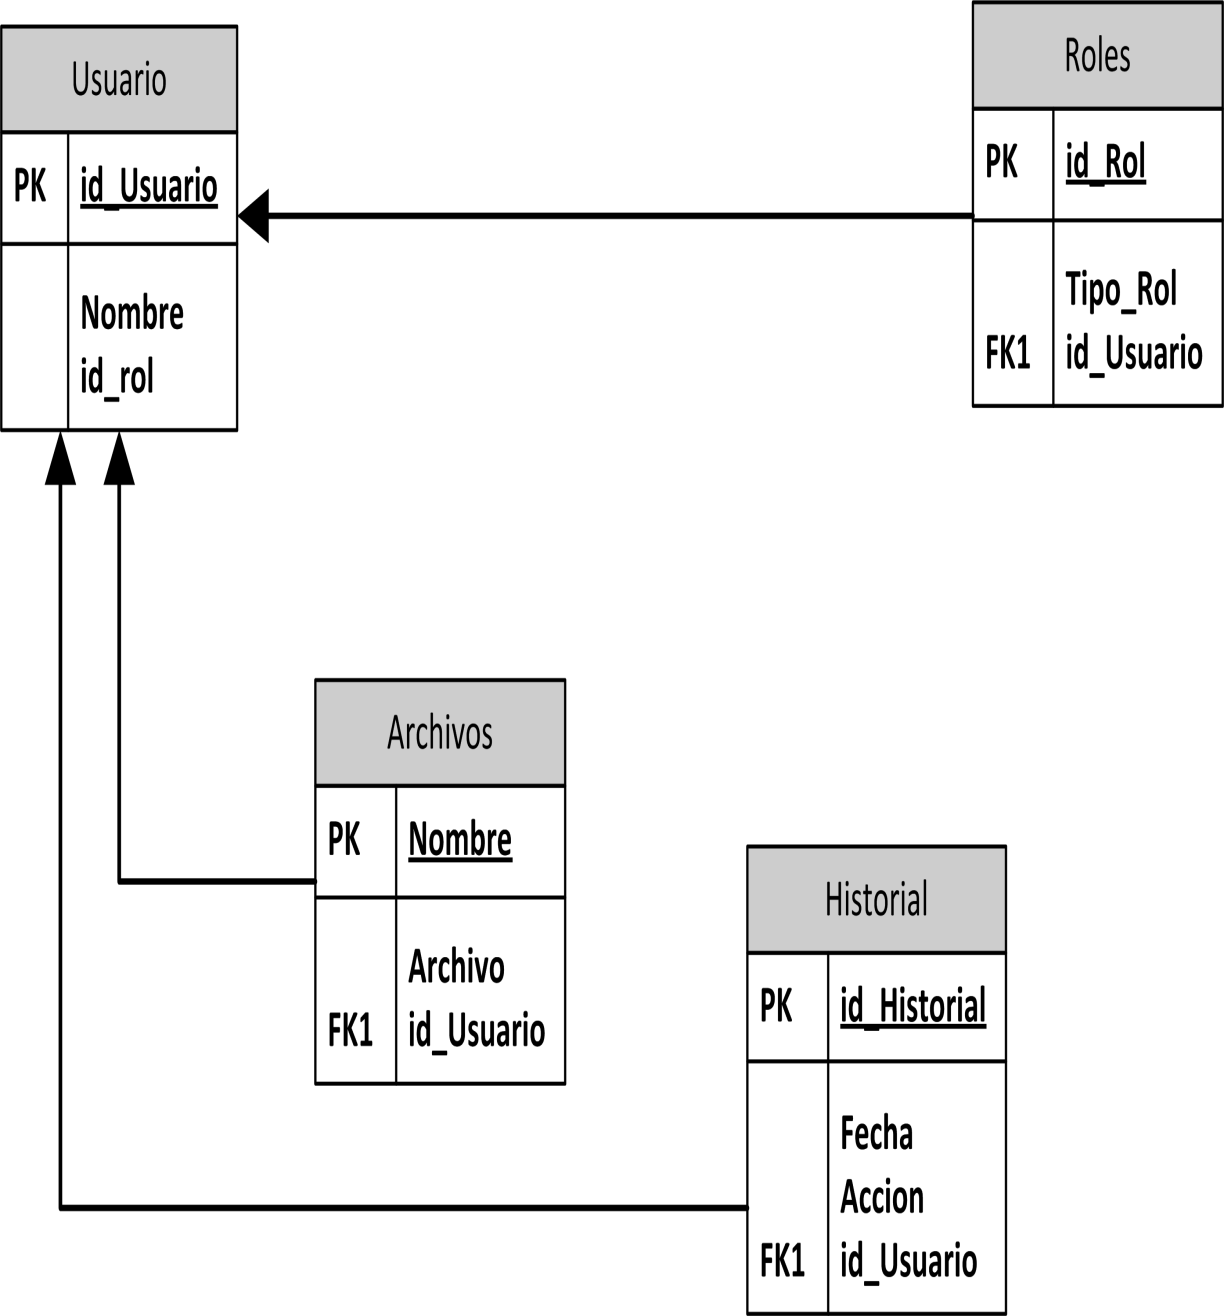 Usuario
PK id_Usuario
Nombre
id_rol
Roles
PK id_Rol
Tipo_Rol
FK1 id_Usuario
Archivos
PK Nombre
Archivo
FK1 id_Usuario
Historial
PK id_Historial
Fecha
Accion
FK1 id_Usuario